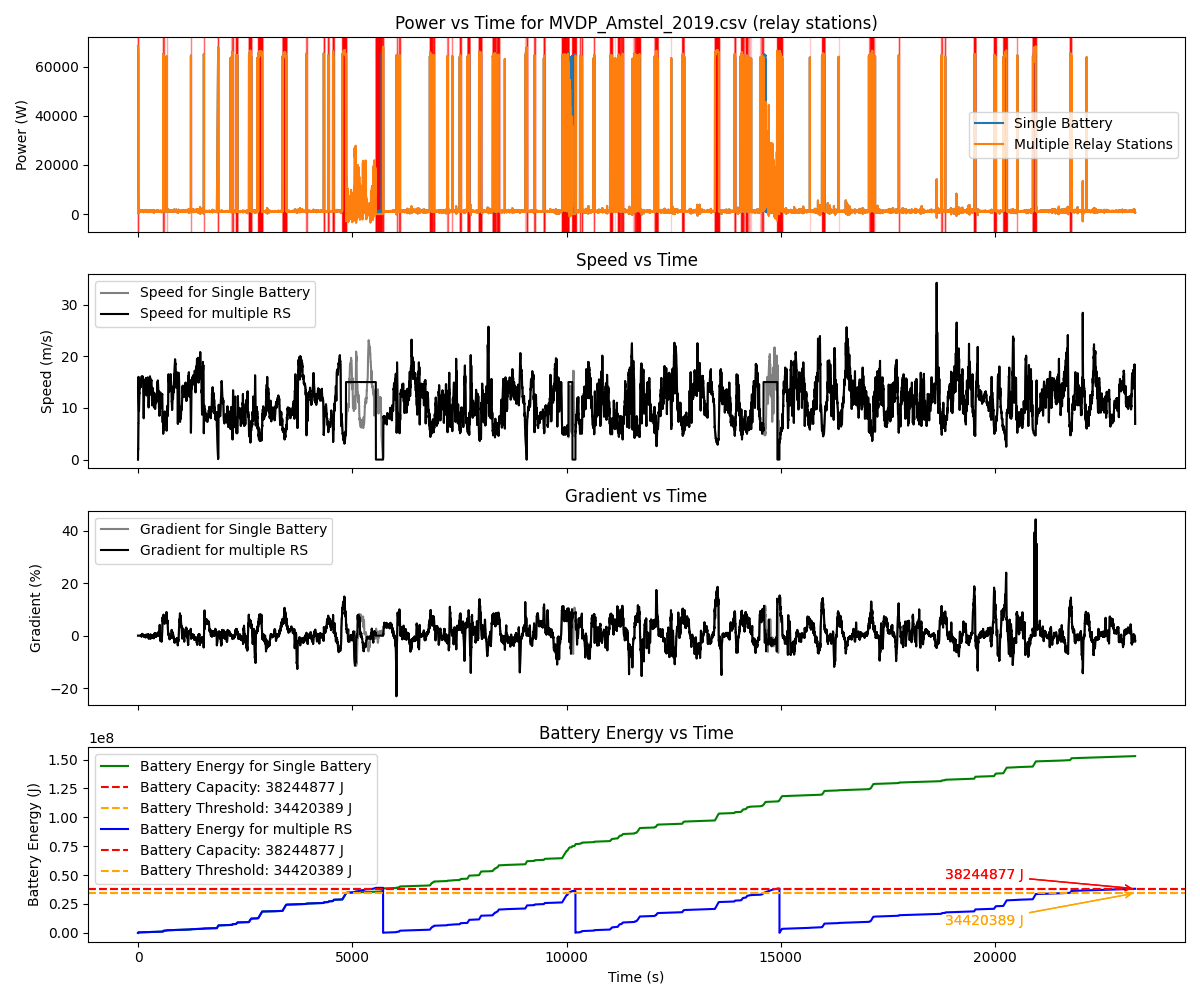 Power vs Time for MVDP_Amstel_2019.csv (relay stations)
60000
40000
20000
0
Power (W)
Single Battery
Multiple Relay Stations
Speed vs Time
30
20
10
0
Speed (m/s)
Speed for Single Battery
Speed for multiple RS
Gradient vs Time
40
20
0
−20
Gradient (%)
Gradient for Single Battery
Gradient for multiple RS
Battery Energy vs Time
1e8
1.50
1.25
1.00
0.75
0.50
0.25
0.00
Battery Energy (J)
Battery Energy for Single Battery
Battery Capacity: 38244877 J
Battery Threshold: 34420389 J
Battery Energy for multiple RS
Battery Capacity: 38244877 J
Battery Threshold: 34420389 J
38244877 J
34420389 J
0 5000 10000 15000 20000
Time (s)